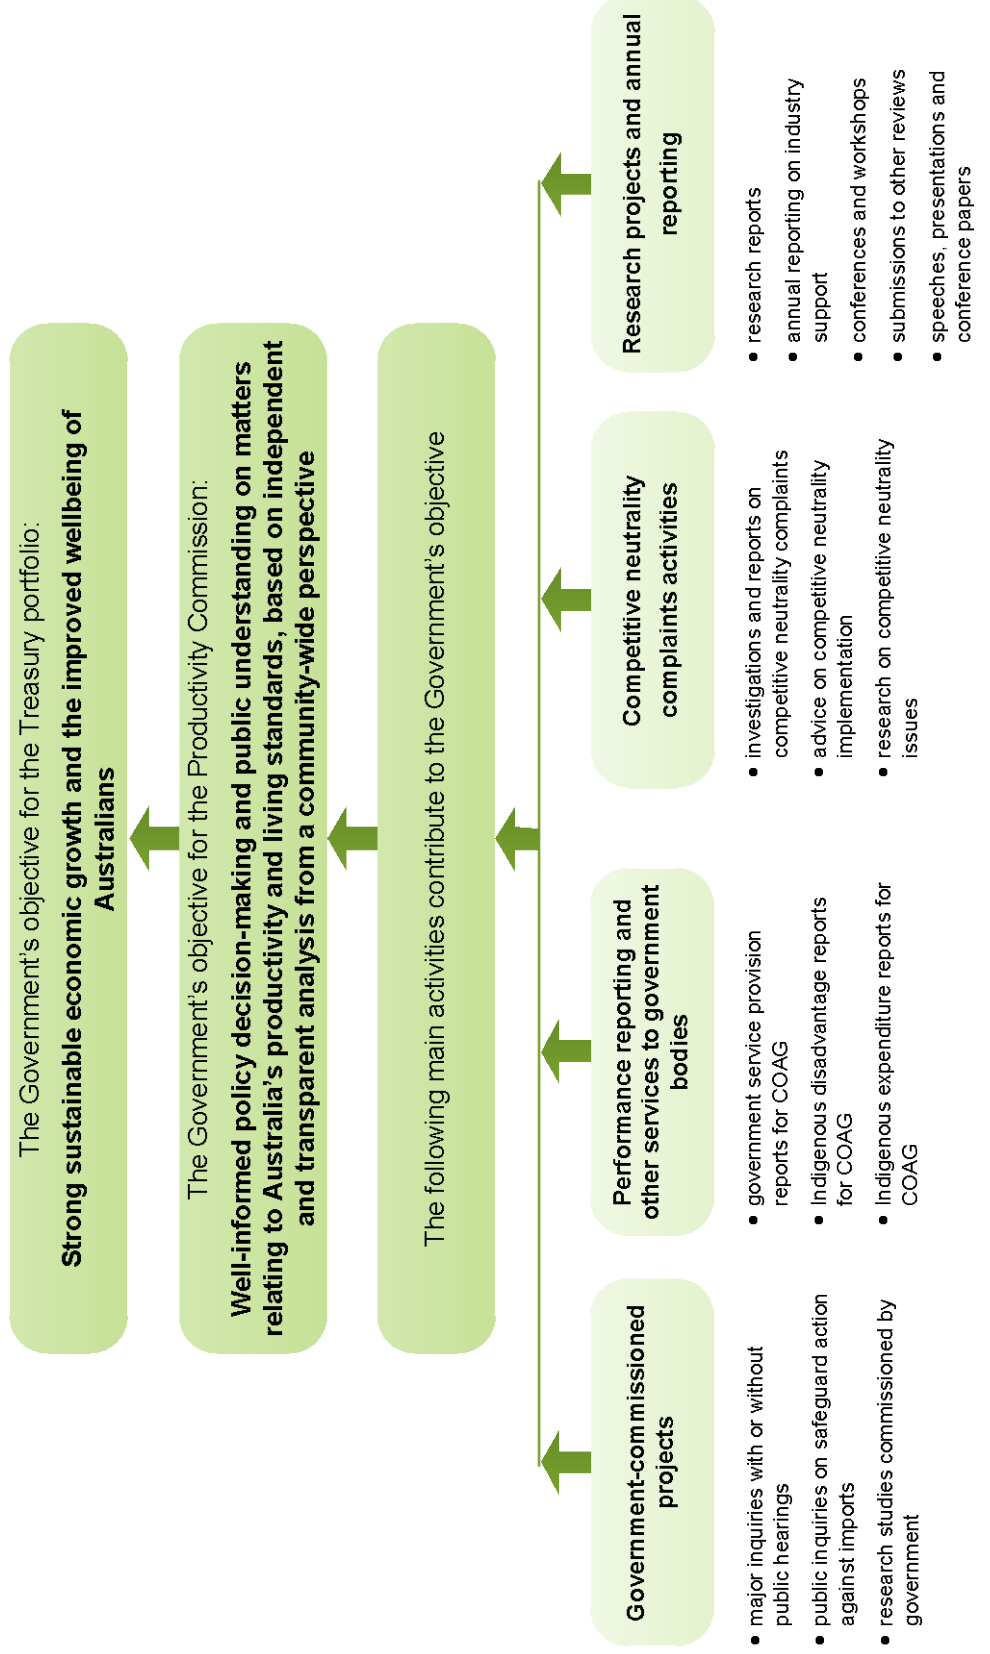 The Government's objective for the Treasury portfolio:
Strong sustainable economic growth and the improved wellbeing of
Australians
The Government's objective for the Productivity Commission:
Well-informed policy decision-making and public understanding on matters
relating to Australia's productivity and living standards, based on independent
and transparent analysis from a community-wide perspective
The following main activities contribute to the Government's objective
Government-commissioned
projects
• major inquiries with or without
public hearings
• public inquiries on safeguard action
against imports
• research studies commissioned by
government
Performance reporting and
other services to government
bodies
• government service provision
reports for COAG
• Indigenous disadvantage reports
for COAG
• Indigenous expenditure reports for
COAG
Competitive neutrality
complaints activities
• investigations and reports on
competitive neutrality complaints
• advice on competitive neutrality
implementation
• research on competitive neutrality
issues
Research projects and annual
reporting
• research reports
• annual reporting on industry
support
• conferences and workshops
• submissions to other reviews
• speeches, presentations and
conference papers